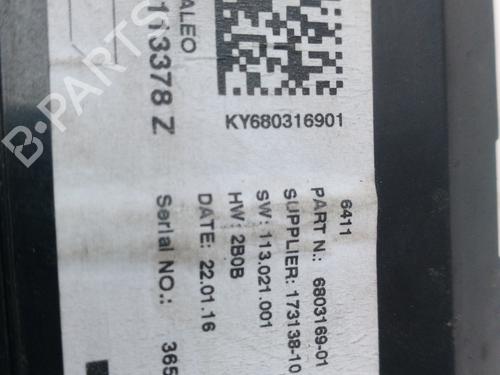 VALEO
113378 Z
KY680316901
6411
PART N.: 6803169-01
SUPPLIER: 173138-10
SW: 113.021.001
HW: 2B0B
DATE: 22.01.16
Serial NO.: 365
B-PARTS